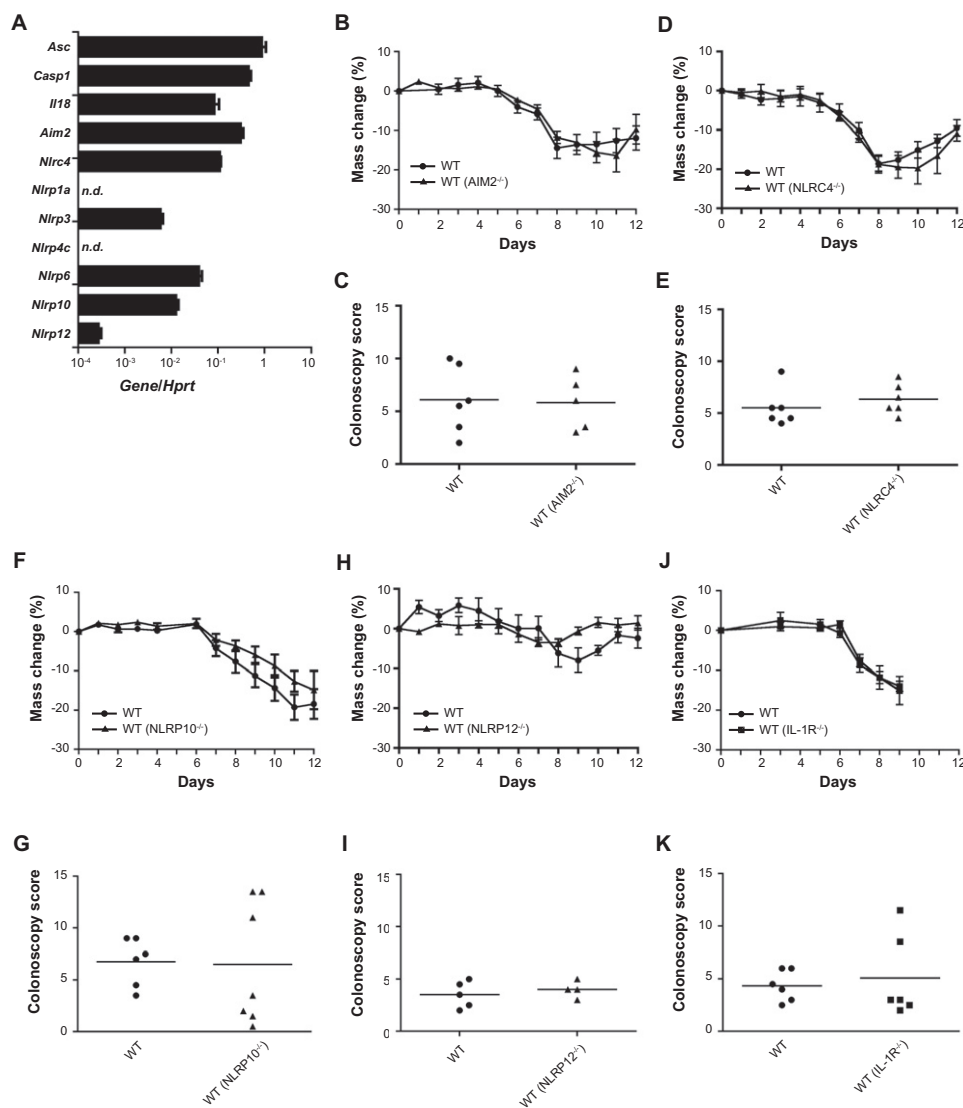 A
Asc
Casp1
Il18
Aim2
Nlrc4
Nlrp1a
n.d.
Nlrp3
Nlrp4c
n.d.
Nlrp6
Nlrp10
Nlrp12
10⁻⁴ 10⁻³ 10⁻² 10⁻¹ 1 10
Gene/Hprt
B
Mass change (%)
10
0
-10
-20
-30
WT
WT (AIM2⁻/⁻)
0 2 4 6 8 10 12
Days
D
Mass change (%)
10
0
-10
-20
-30
WT
WT (NLRC4⁻/⁻)
0 2 4 6 8 10 12
Days
C
Colonoscopy score
15
10
5
0
WT
WT (AIM2⁻/⁻)
E
Colonoscopy score
15
10
5
0
WT
WT (NLRC4⁻/⁻)
F
Mass change (%)
10
0
-10
-20
-30
WT
WT (NLRP10⁻/⁻)
0 2 4 6 8 10 12
Days
H
Mass change (%)
10
0
-10
-20
-30
WT
WT (NLRP12⁻/⁻)
0 2 4 6 8 10 12
Days
J
Mass change (%)
10
0
-10
-20
-30
WT
WT (IL-1R⁻/⁻)
0 2 4 6 8 10 12
Days
G
Colonoscopy score
15
10
5
0
WT
WT (NLRP10⁻/⁻)
I
Colonoscopy score
15
10
5
0
WT
WT (NLRP12⁻/⁻)
K
Colonoscopy score
15
10
5
0
WT
WT (IL-1R⁻/⁻)